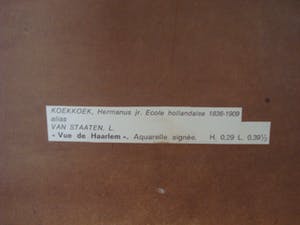 KOEKKOEK, Hermanus jr. Ecole hollandaise 1836-1909
alias
VAN STAATEN, L.
« Vue de Haarlem ». Aquarelle signée. H. 0,29 L. 0,39½